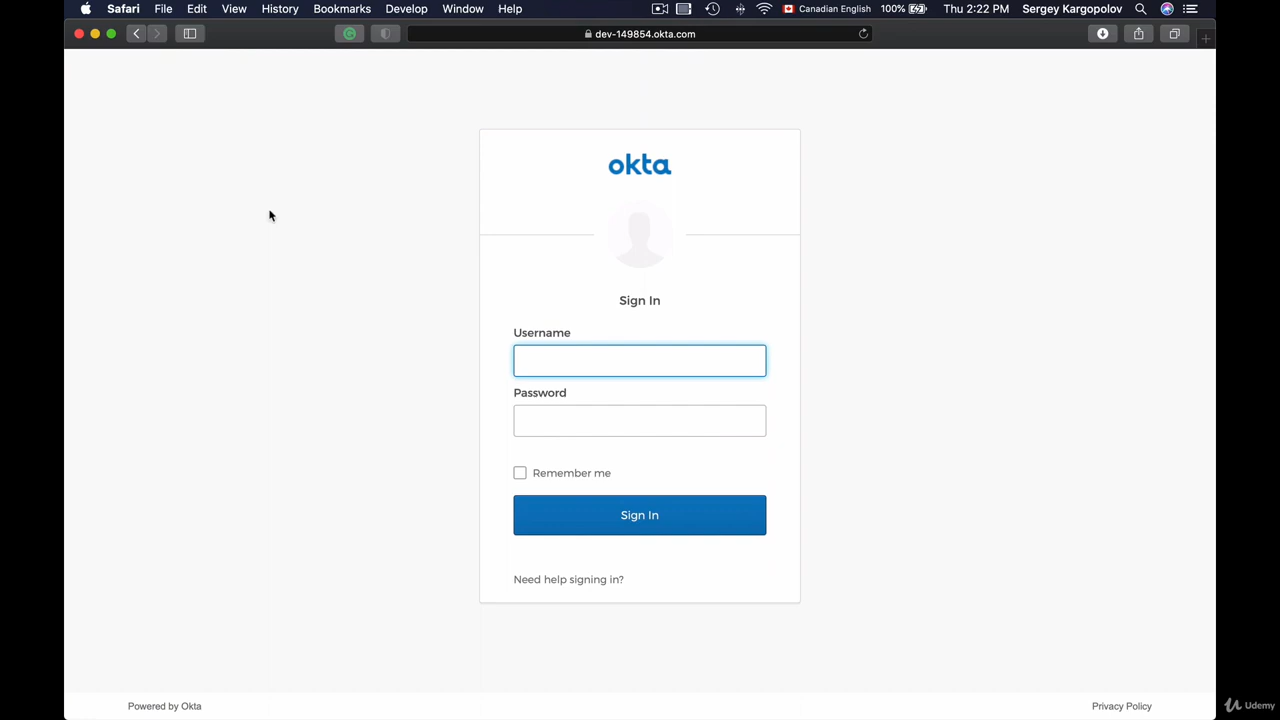 Safari File Edit View History Bookmarks Develop Window Help Canadian English 100% Thu 2:22 PM Sergey Kargopolov
dev-149854.okta.com
okta
Sign In
Username
Password
Remember me
Sign In
Need help signing in?
Powered by Okta
Privacy Policy
Udemy